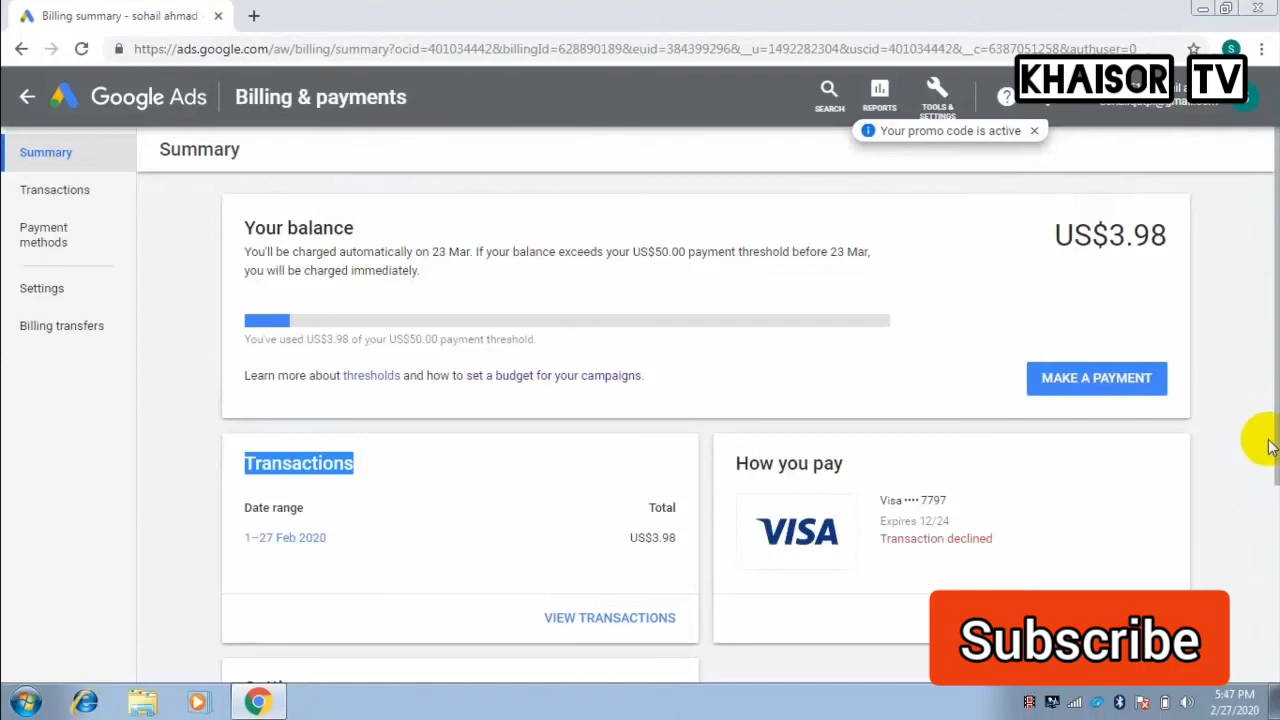 Billing summary - sohail ahmad
https://ads.google.com/aw/billing/summary?ocid=401034442&billingId=628890189&euid=384399296&__u=1492282304&uscid=401034442&__c=6387051258&authuser=0
S
KHAISOR TV
Google Ads
Billing & payments
SEARCH
REPORTS
TOOLS &
SETTINGS
Your promo code is active
Summary
Transactions
Payment
methods
Settings
Billing transfers
Summary
Your balance
US$3.98
You'll be charged automatically on 23 Mar. If your balance exceeds your US$50.00 payment threshold before 23 Mar,
you will be charged immediately.
You've used US$3.98 of your US$50.00 payment threshold.
Learn more about thresholds and how to set a budget for your campaigns.
MAKE A PAYMENT
Transactions
Date range Total
1–27 Feb 2020 US$3.98
VIEW TRANSACTIONS
How you pay
VISA
Visa •••• 7797
Expires 12/24
Transaction declined
Subscribe
5:47 PM
2/27/2020